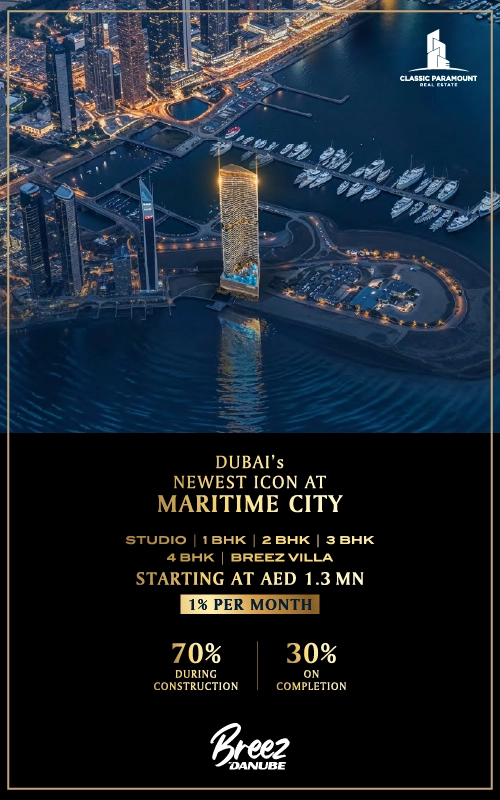 CLASSIC PARAMOUNT
REAL ESTATE
DUBAI's
NEWEST ICON AT
MARITIME CITY
STUDIO | 1 BHK | 2 BHK | 3 BHK
4 BHK | BREEZ VILLA
STARTING AT AED 1.3 MN
1% PER MONTH
70%
DURING
CONSTRUCTION
30%
ON
COMPLETION
Breez
DANUBE